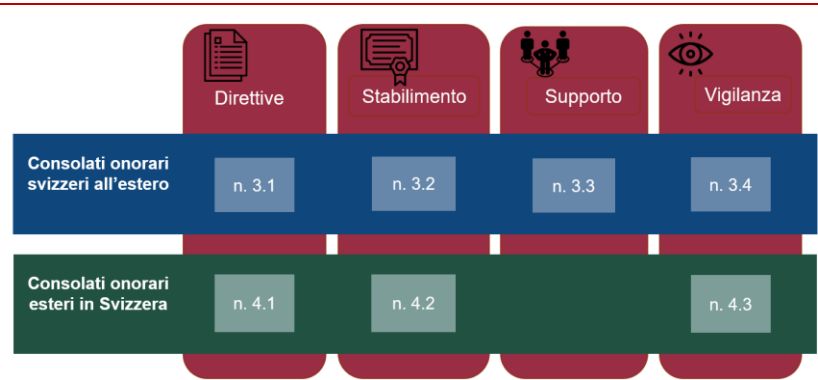 Direttive
Stabilimento
Supporto
Vigilanza
Consolati onorari
svizzeri all'estero
n. 3.1
n. 3.2
n. 3.3
n. 3.4
Consolati onorari
esteri in Svizzera
n. 4.1
n. 4.2
n. 4.3